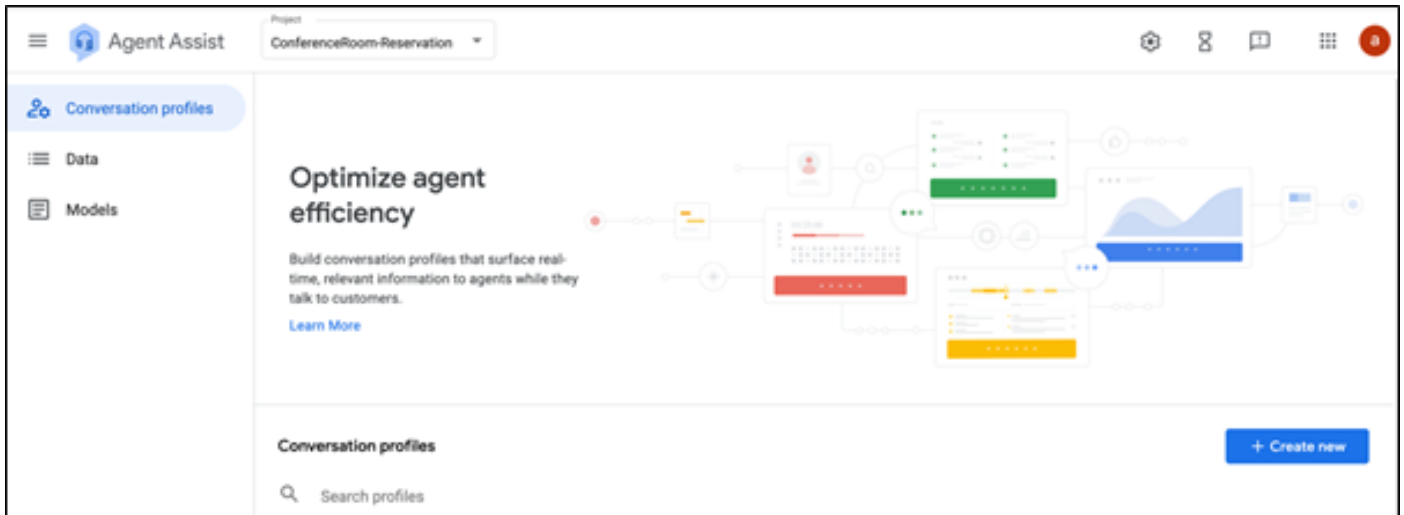 Agent Assist
Project
ConferenceRoom-Reservation
a
Conversation profiles
Data
Models
Optimize agent
efficiency
Build conversation profiles that surface real-
time, relevant information to agents while they
talk to customers.
Learn More
Conversation profiles
+ Create new
Search profiles